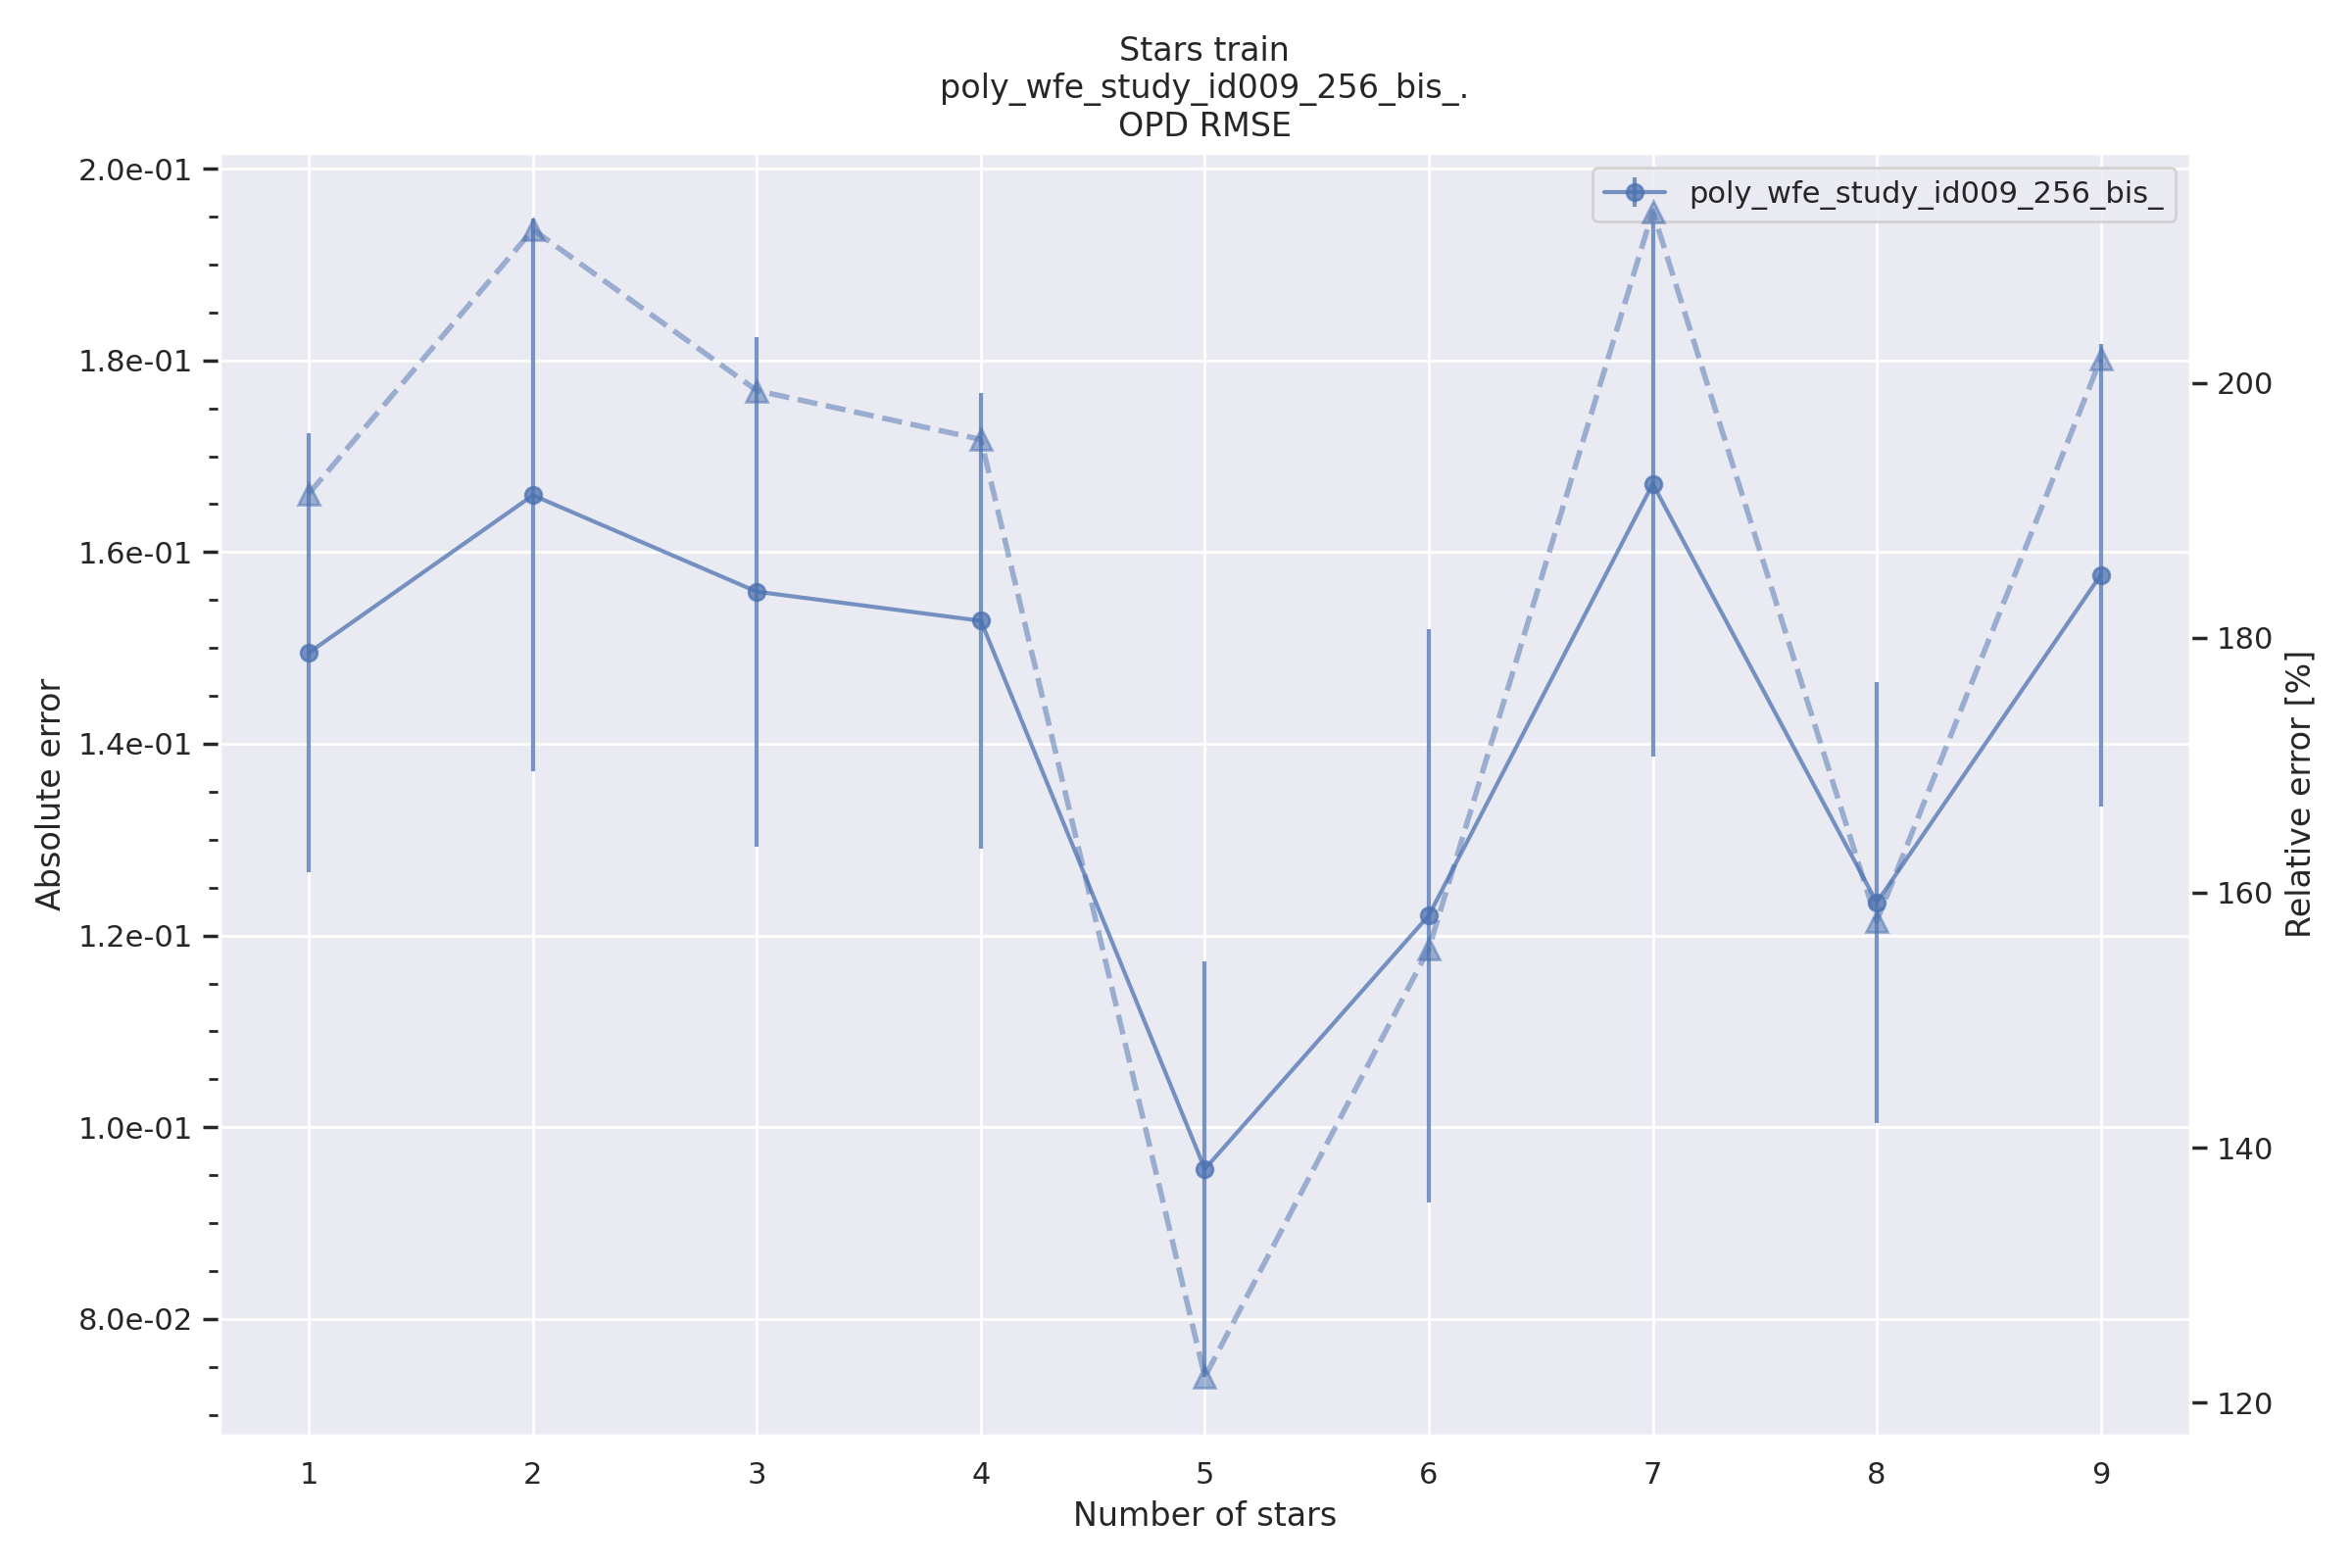 Stars train
poly_wfe_study_id009_256_bis_.
OPD RMSE
poly_wfe_study_id009_256_bis_
Absolute error
2.0e-01
1.8e-01
1.6e-01
1.4e-01
1.2e-01
1.0e-01
8.0e-02
Relative error [%]
200
180
160
140
120
1 2 3 4 5 6 7 8 9
Number of stars